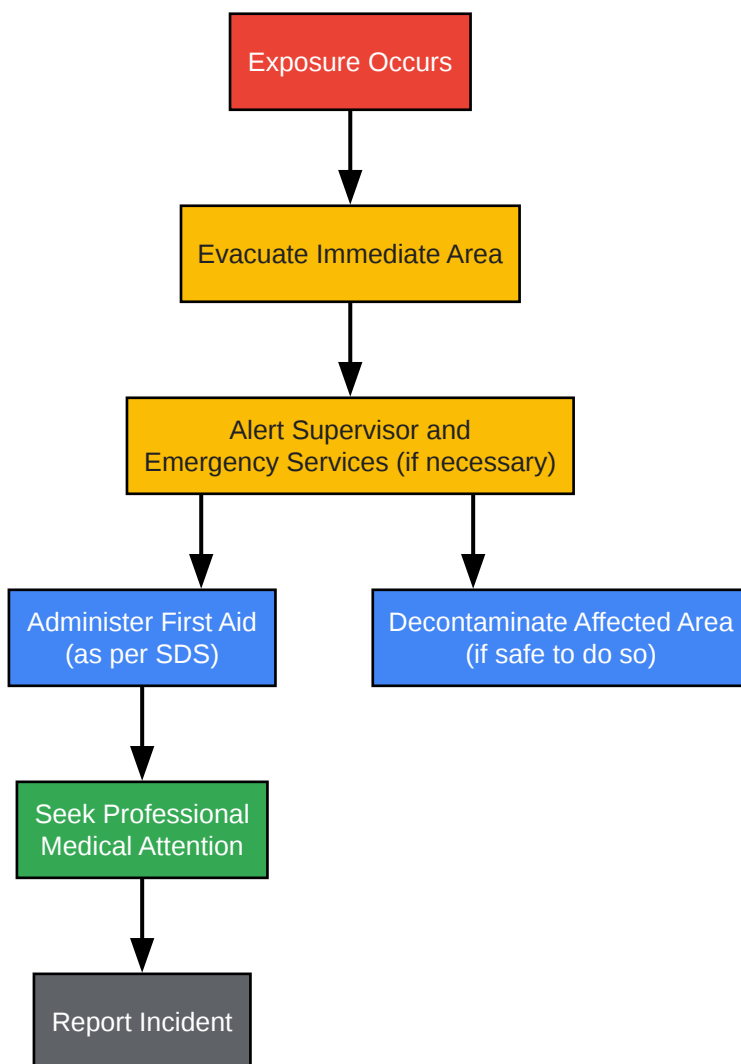 Exposure Occurs
Evacuate Immediate Area
Alert Supervisor and
Emergency Services (if necessary)
Administer First Aid
(as per SDS)
Decontaminate Affected Area
(if safe to do so)
Seek Professional
Medical Attention
Report Incident